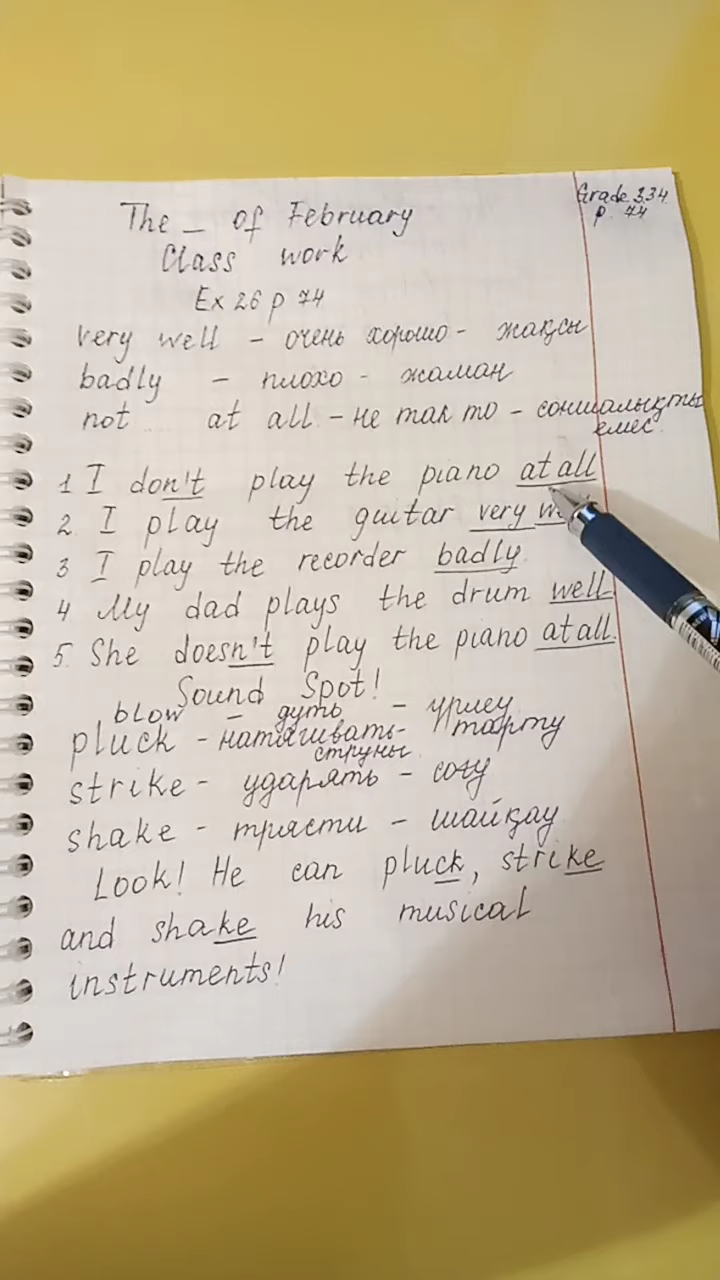 Grade 3.34.
p. 74
The _ of February
Class work
Ex 26 p 74
very well - очень хорошо - жақсы
badly - плохо - жаман
not at all - не так то - соншалықты
емес
1 I don't play the piano at all
2. I play the guitar very
3 I play the recorder badly
4 My dad plays the drum well
5. She doesn't play the piano at all.
Sound Spot!
blow - дуть - үрлеу
pluck - натягивать - тарту
струны
strike - ударять - соғу
shake - трясти - шайқау
Look! He can pluck, strike
and shake his musical
instruments!